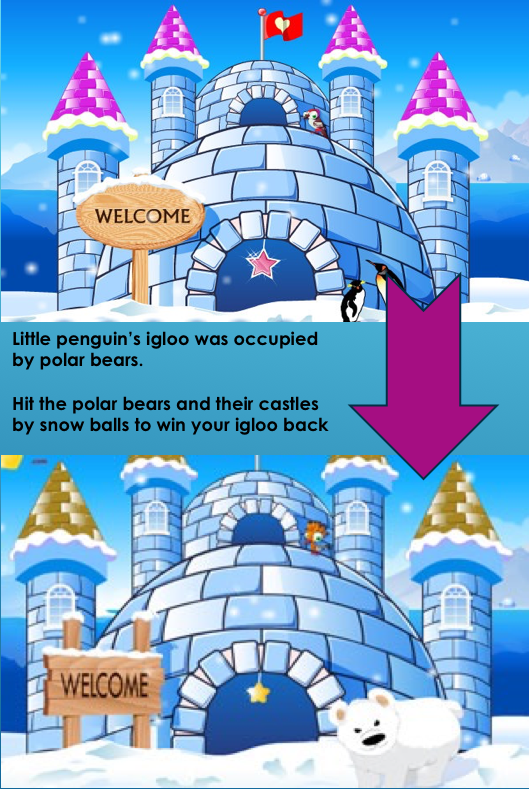 WELCOME
Little penguin's igloo was occupied
by polar bears.
Hit the polar bears and their castles
by snow balls to win your igloo back
.com
WELCOME